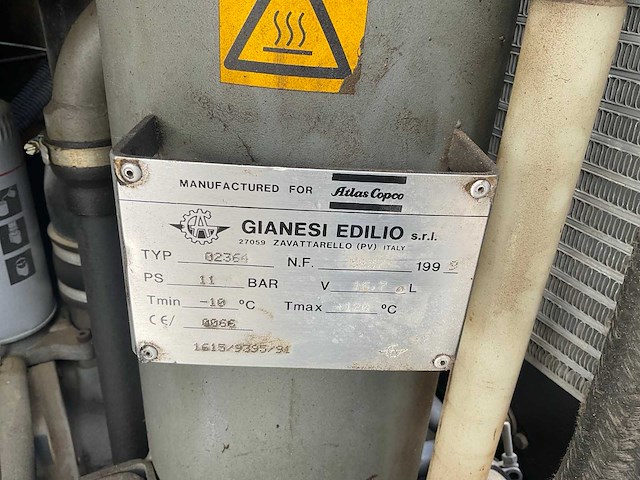 MANUFACTURED FOR Atlas Copco
GIANESI EDILIO s.r.l.
27059 ZAVATTARELLO (PV) ITALY
TYP 02364 N.F. 199
PS 11 BAR V L
Tmin -10 °C Tmax °C
CE/ 0066
1615/9395/91